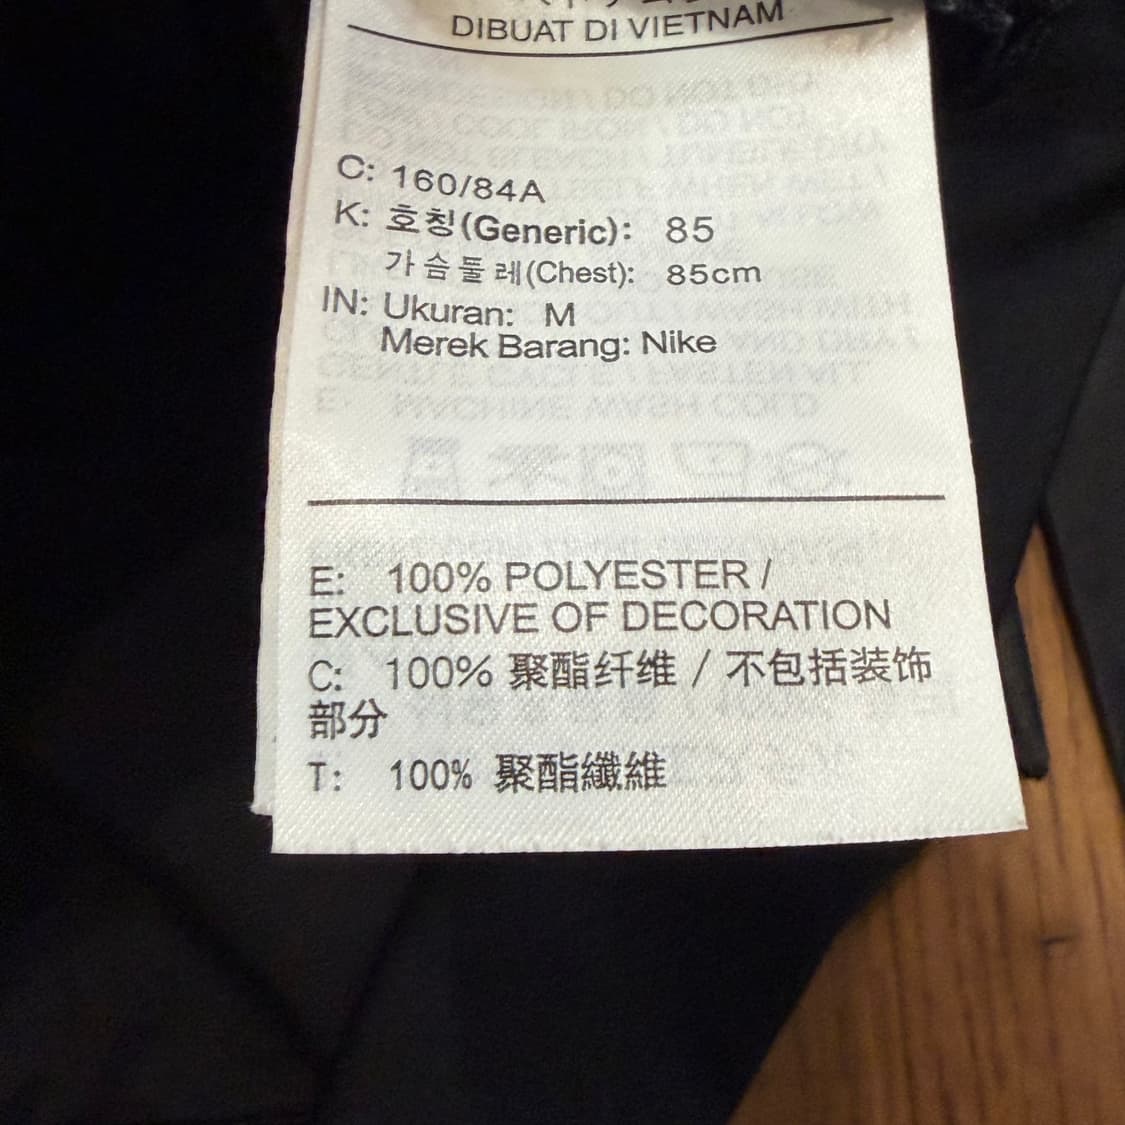 DIBUAT DI VIETNAM
C: 160/84A
K: 호칭(Generic): 85
가슴둘레(Chest): 85cm
IN: Ukuran: M
Merek Barang: Nike
E: 100% POLYESTER /
EXCLUSIVE OF DECORATION
C: 100% 聚酯纤维 / 不包括装饰
部分
T: 100% 聚酯纖維